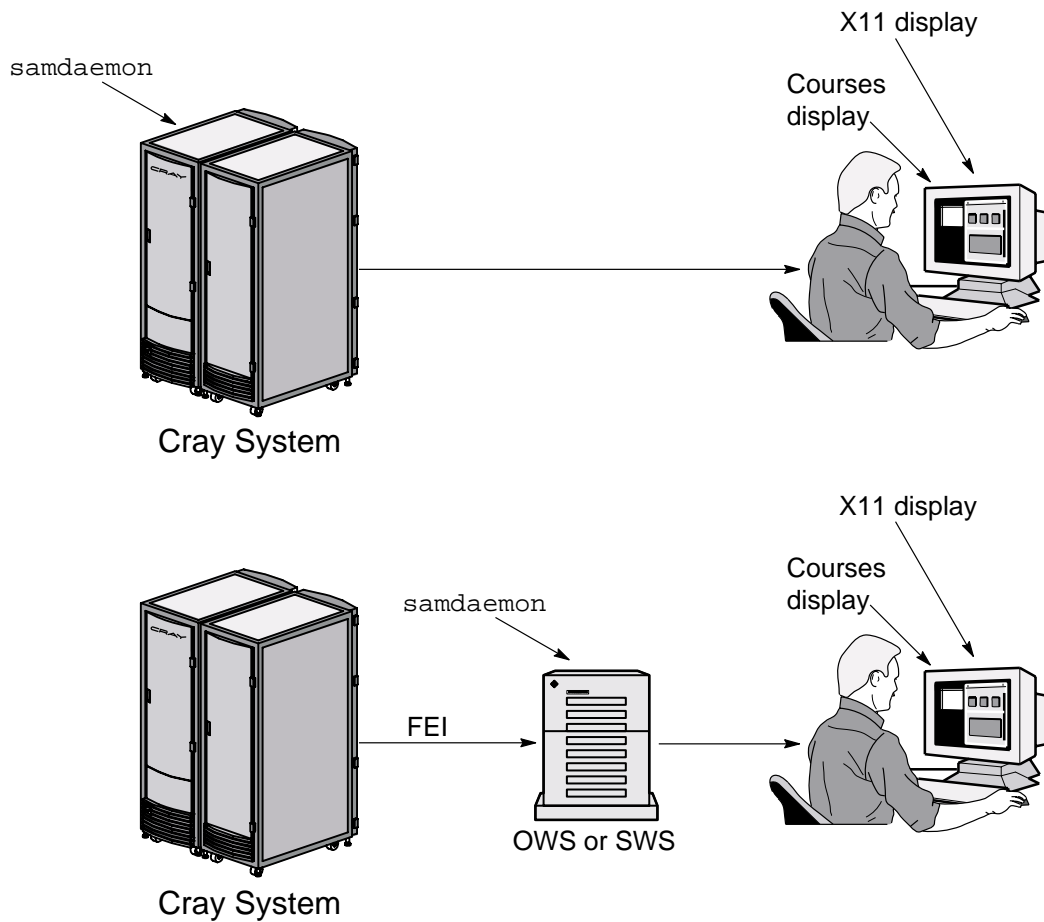 X11 display
samdaemon
Courses
display
CRAY
Cray System
X11 display
Courses
display
samdaemon
CRAY
FEI
OWS or SWS
Cray System